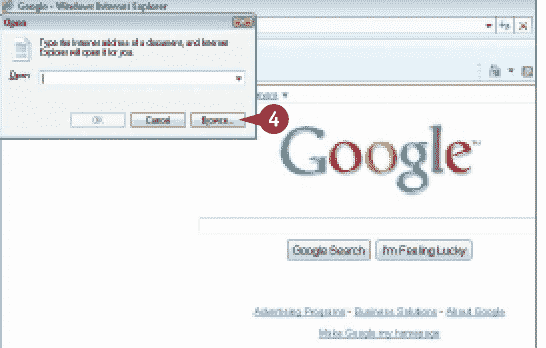 Google - Windows Internet Explorer
Open
Type the Internet address of a document, and Internet
Explorer will open it for you.
Open:
OK
Cancel
Browse...
4
Google™
Google Search
I'm Feeling Lucky
Advertising Programs - Business Solutions - About Google
Make Google my homepage